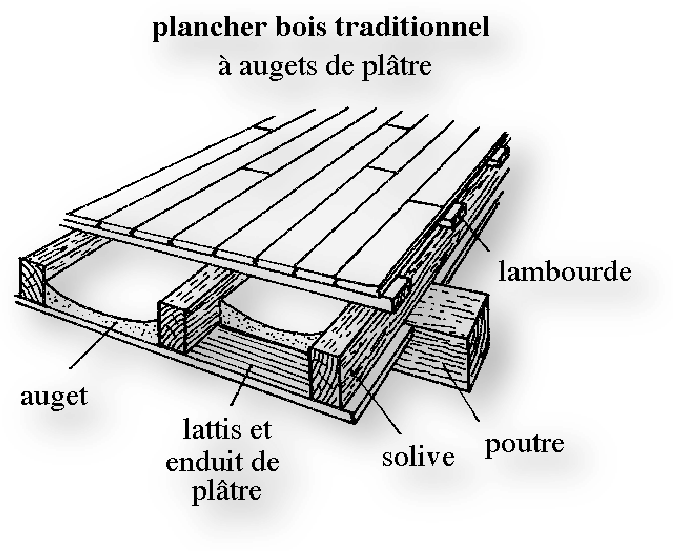 plancher bois traditionnel
à augets de plâtre
lambourde
auget
lattis et
enduit de
plâtre
solive
poutre